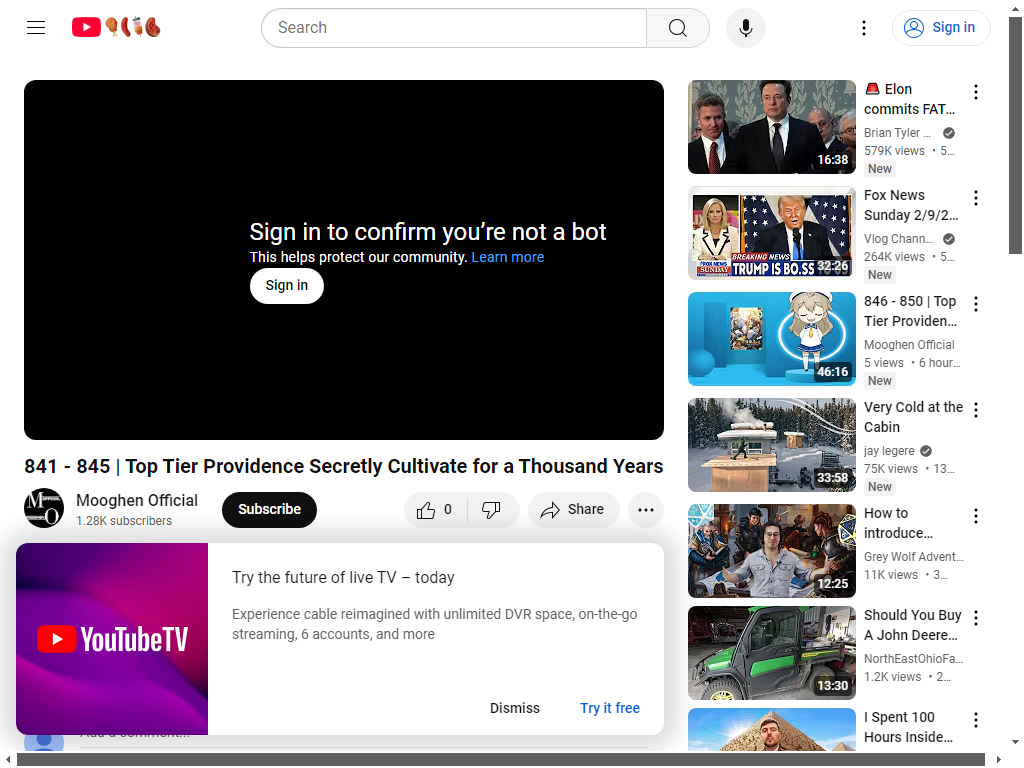 Search
Sign in
Sign in to confirm you're not a bot
This helps protect our community. Learn more
Sign in
841 - 845 | Top Tier Providence Secretly Cultivate for a Thousand Years
Mooghen Official
1.28K subscribers
Subscribe
0
Share
YouTubeTV
Try the future of live TV – today
Experience cable reimagined with unlimited DVR space, on-the-go
streaming, 6 accounts, and more
Dismiss
Try it free
Add a comment...
16:38
🚨 Elon
commits FAT…
Brian Tyler …
579K views • 5…
New
FOX NEWS
SUNDAY
BREAKING NEWS
TRUMP IS BO.SS
32:26
Fox News
Sunday 2/9/2…
Vlog Chann…
264K views • 5…
New
46:16
846 - 850 | Top
Tier Providen…
Mooghen Official
5 views • 6 hour…
New
33:58
Very Cold at the
Cabin
jay legere
75K views • 13…
New
12:25
How to
introduce…
Grey Wolf Advent…
11K views • 3…
13:30
Should You Buy
A John Deere…
NorthEastOhioFa…
1.2K views • 2…
I Spent 100
Hours Inside…